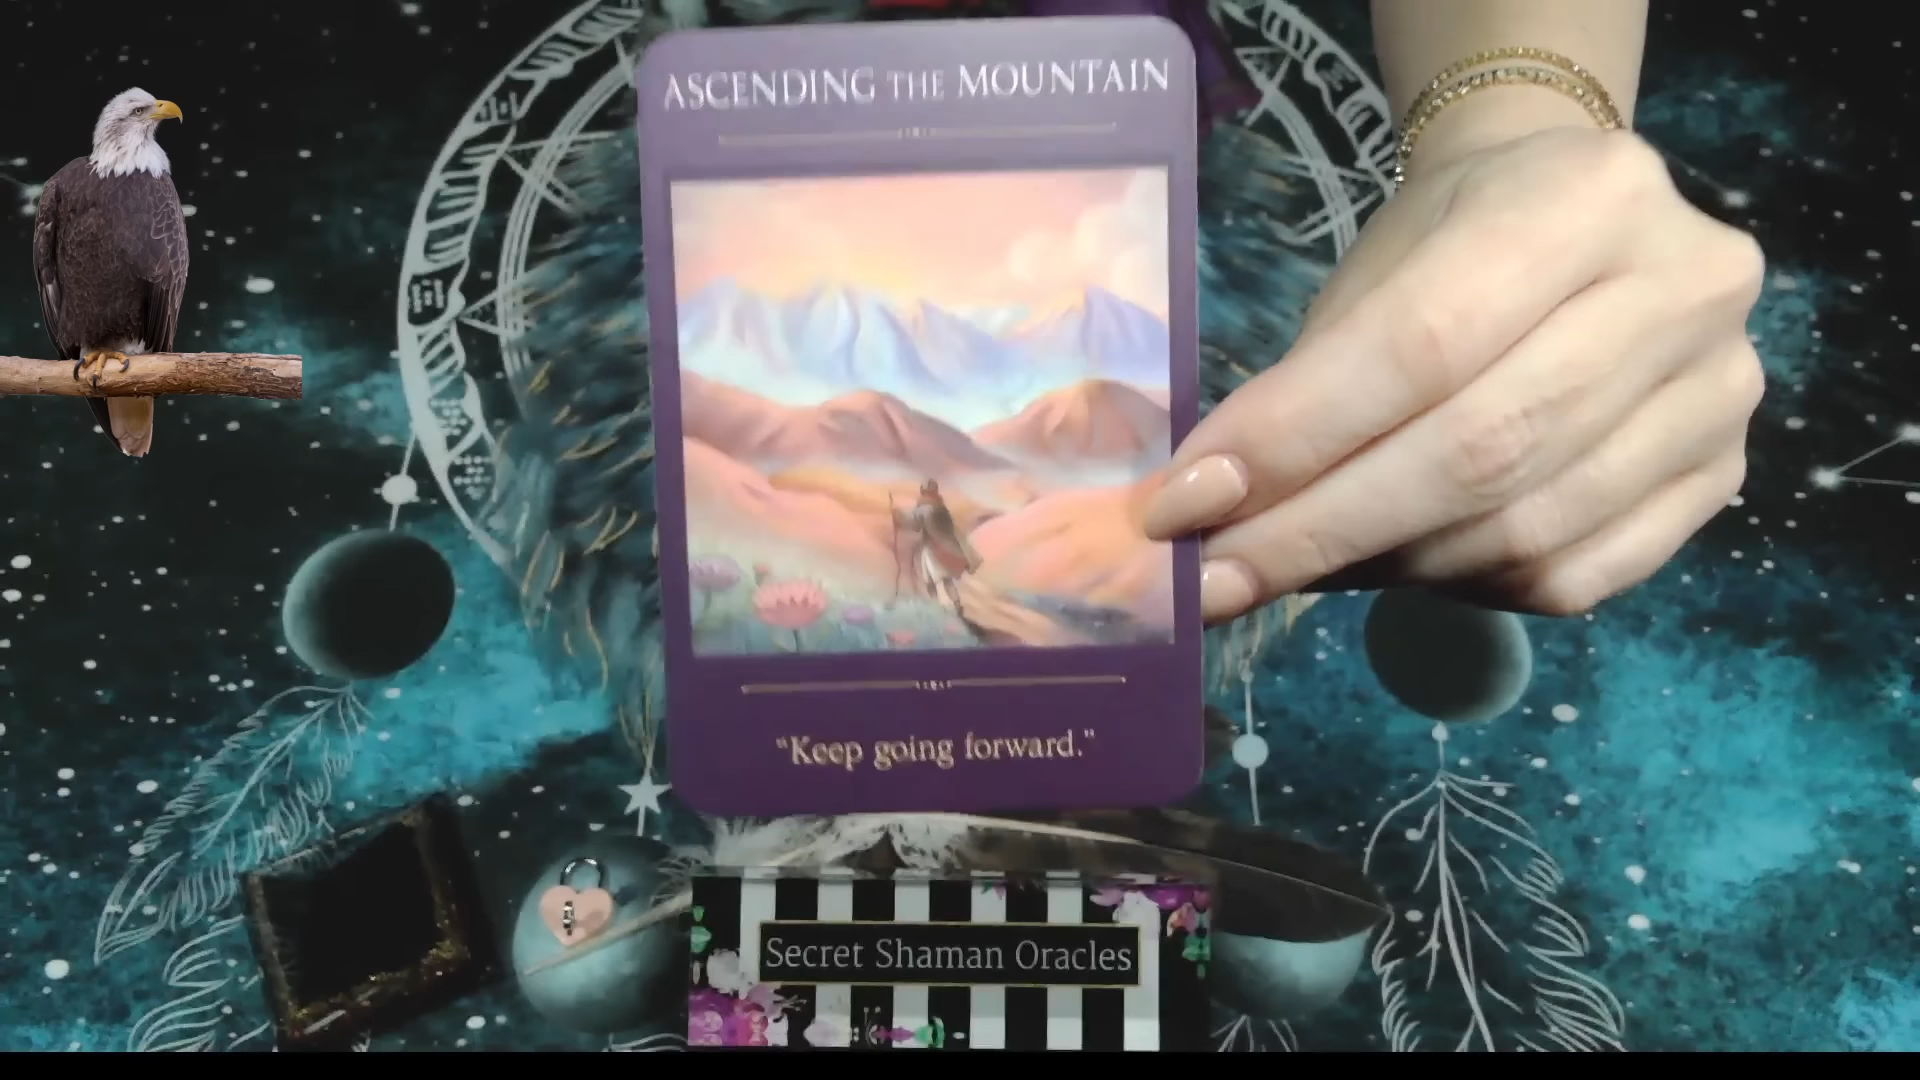 ASCENDING THE MOUNTAIN
"Keep going forward."
Secret Shaman Oracles